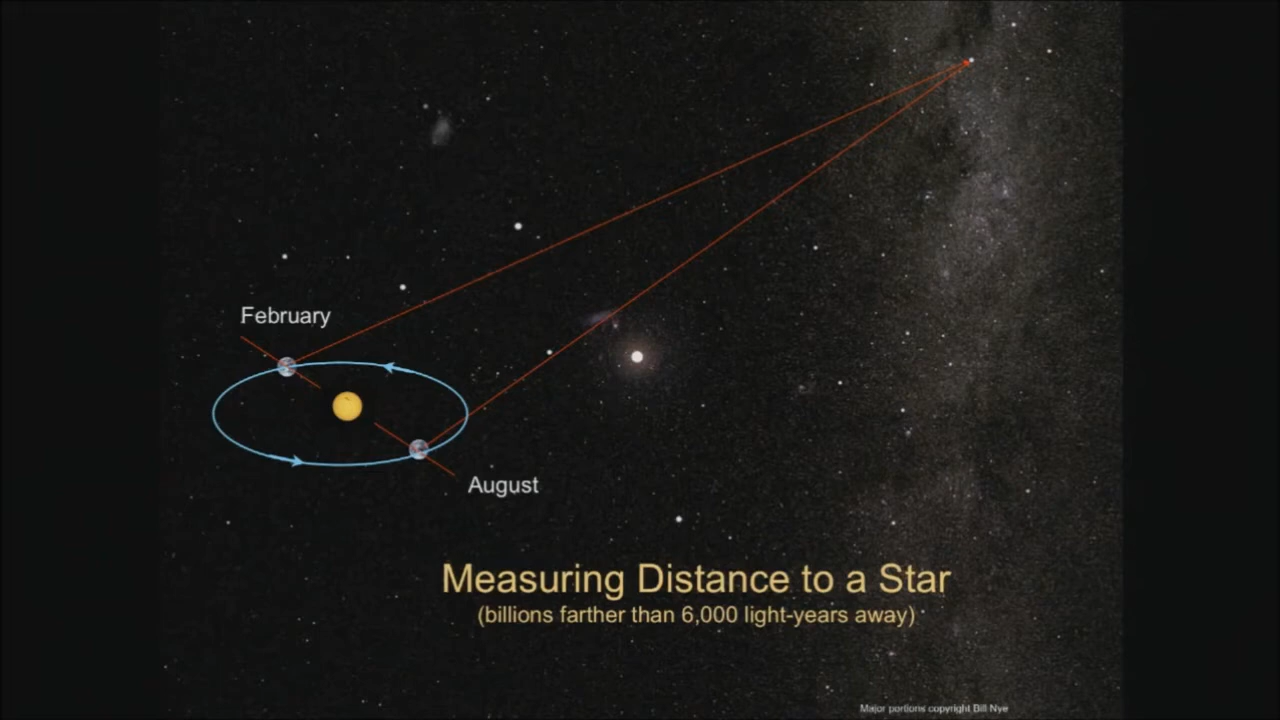 February
August
Measuring Distance to a Star
(billions farther than 6,000 light-years away)
Major portions copyright Bill Nye